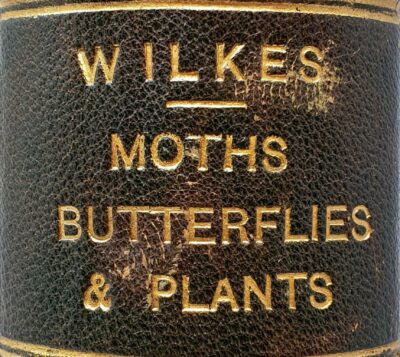 WILKES
MOTHS
BUTTERFLIES
& PLANTS